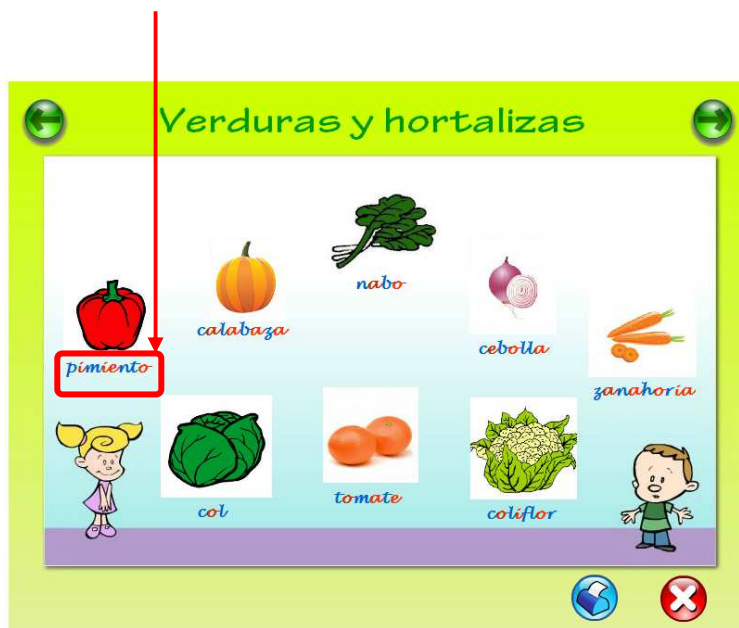 Verduras y hortalizas
nabo
calabaza
cebolla
pimiento
zanahoria
col
tomate
coliflor